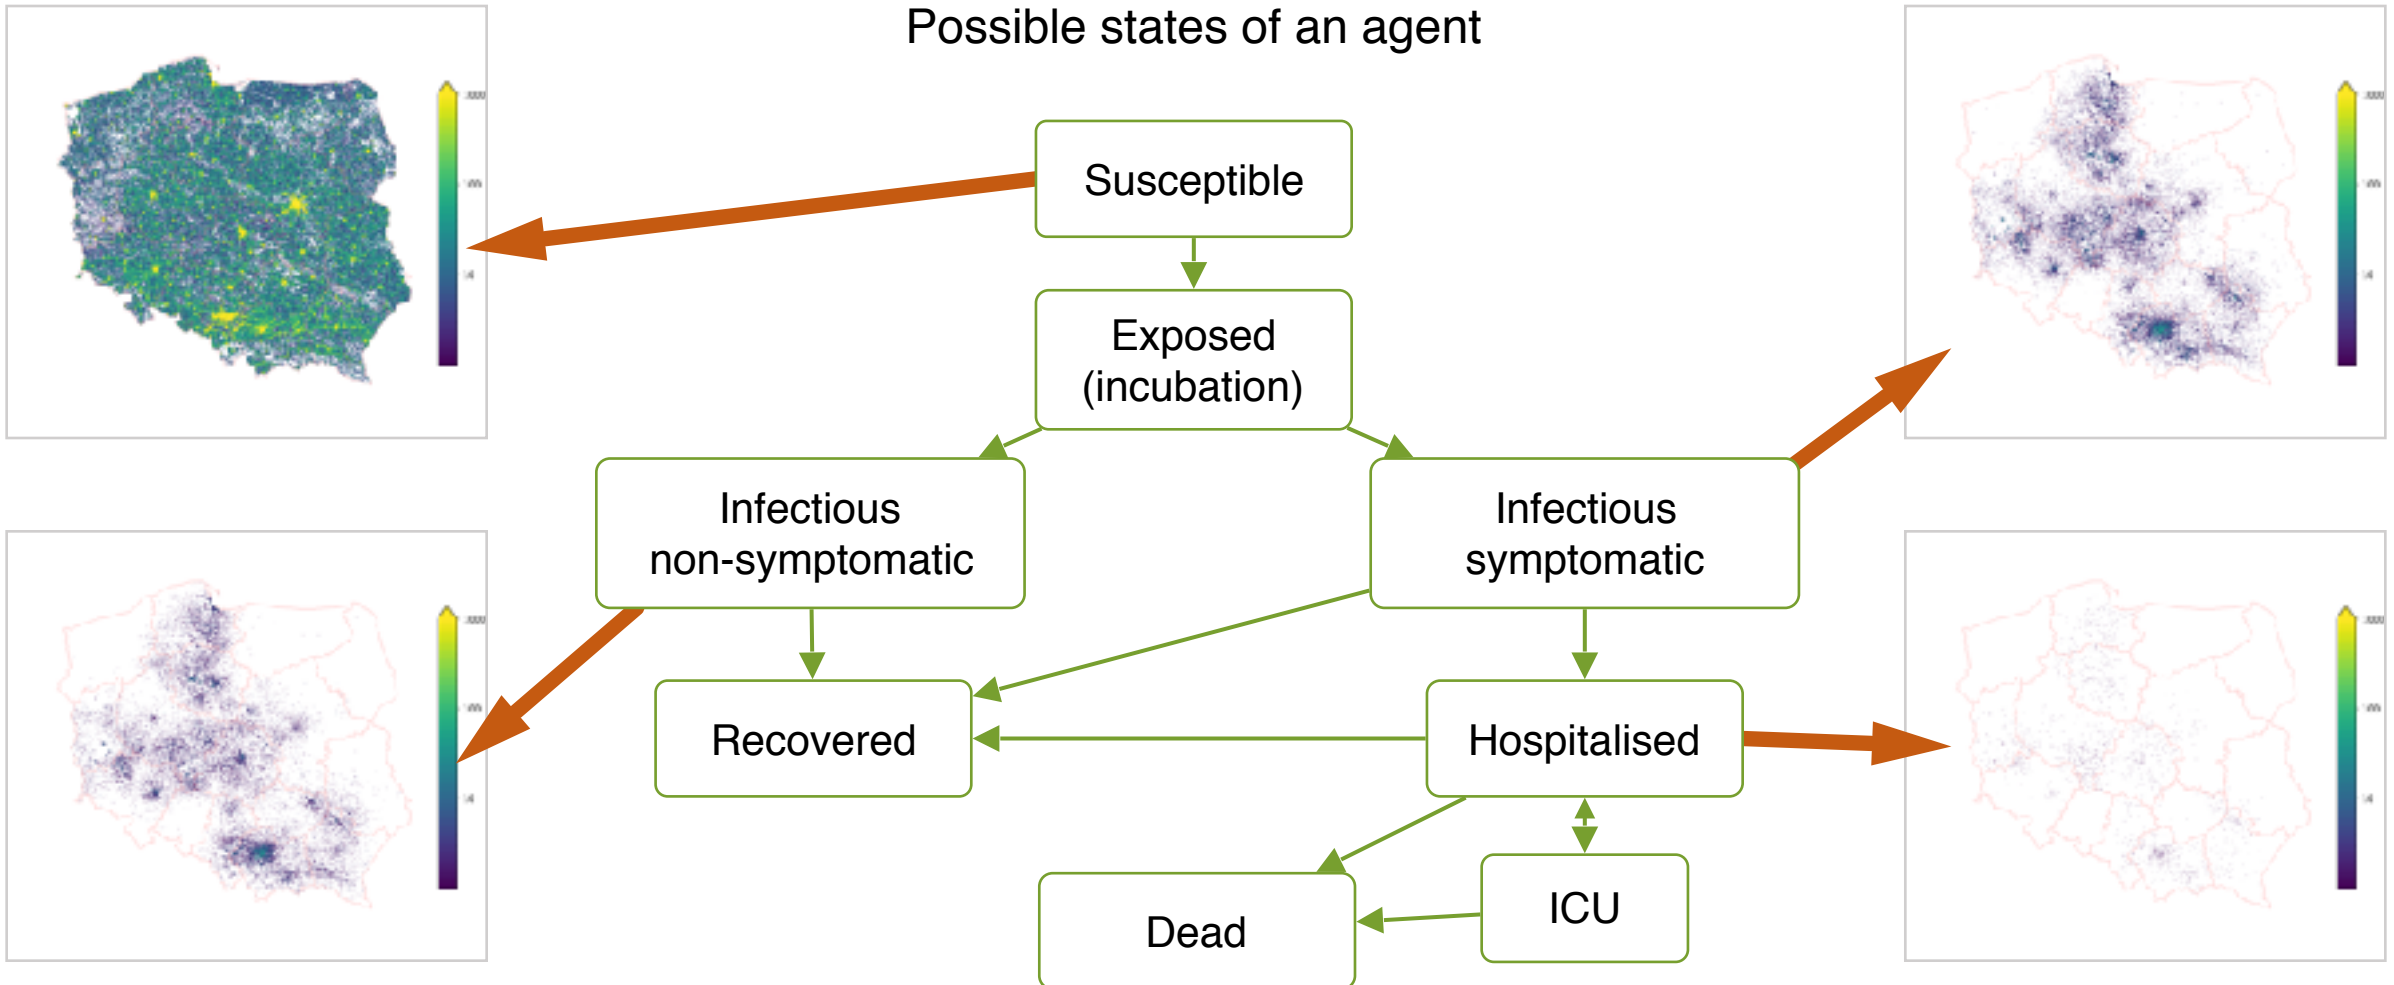 Possible states of an agent
Susceptible
Exposed
(incubation)
Infectious
non-symptomatic
Infectious
symptomatic
Recovered
Hospitalised
Dead
ICU